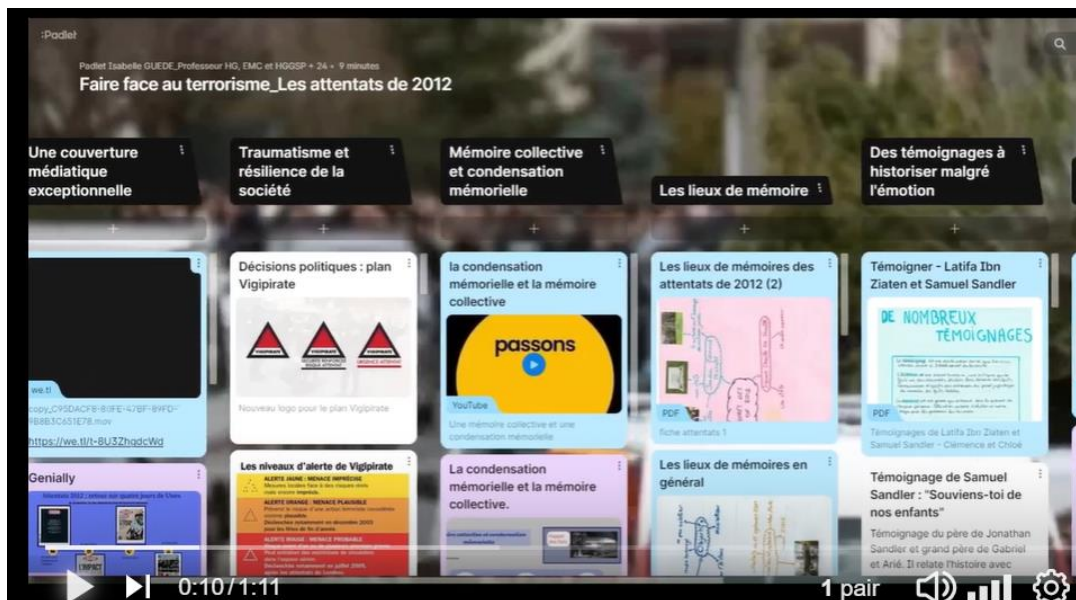 :Padlet
Padlet Isabelle GUEDE_Professeur HG, EMC et HGGSP + 24 • 9 minutes
Faire face au terrorisme_Les attentats de 2012
Une couverture
médiatique
exceptionnelle
Traumatisme et
résilience de la
société
Mémoire collective
et condensation
mémorielle
Les lieux de mémoire
Des témoignages à
historiser malgré
l'émotion
we.tl
https://we.tl/t-8U3ZhqdcWd
Genially
Décisions politiques : plan
Vigipirate
VIGIPIRATE
VIGIPIRATE
VIGIPIRATE
Nouveau logo pour le plan Vigipirate
Les niveaux d'alerte de Vigipirate
ALERTE JAUNE : MENACE IMPRÉCISE
ALERTE ORANGE : MENACE PLAUSIBLE
ALERTE ROUGE : MENACE PROBABLE
la condensation
mémorielle et la mémoire
collective
passons
YouTube
Une mémoire collective et une
condensation mémorielle
La condensation
mémorielle et la mémoire
collective.
Les lieux de mémoires des
attentats de 2012 (2)
PDF
fiche attentats 1
Les lieux de mémoires en
général
Témoigner - Latifa Ibn
Ziaten et Samuel Sandler
DE NOMBREUX
TÉMOIGNAGES
PDF
Témoignages de Latifa Ibn Ziaten et
Samuel Sandler - Clémence et Chloé
Témoignage de Samuel
Sandler : "Souviens-toi de
nos enfants"
Témoignage du père de Jonathan
Sandler et grand père de Gabriel
et Arié. Il relate l'histoire avec
0:10/1:11
1 pair